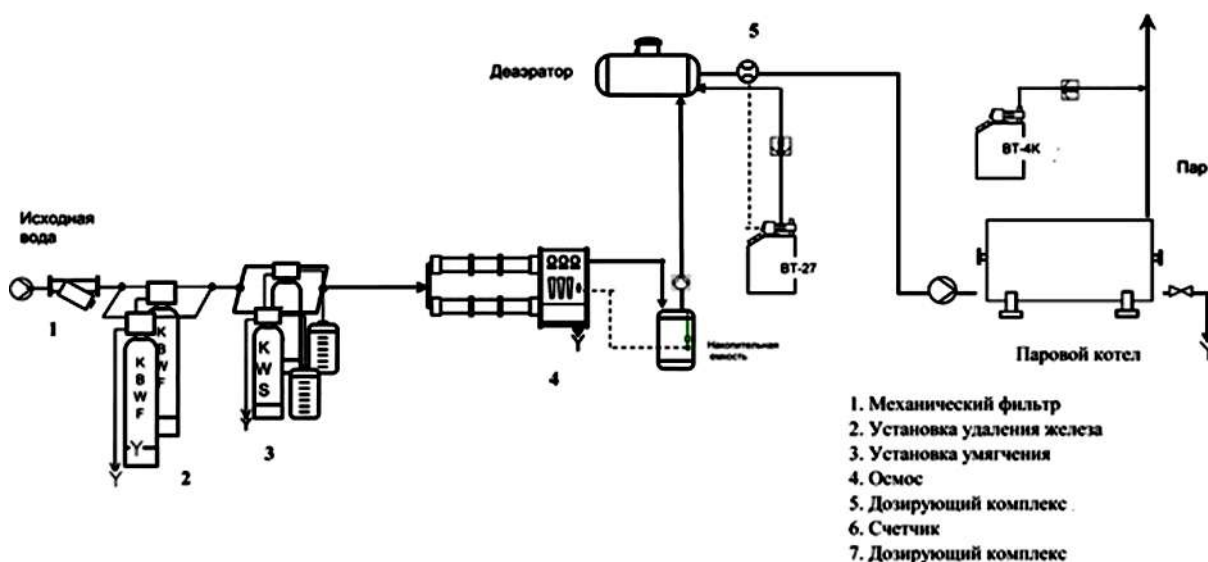 5
Деаэратор
ВТ-4К
Пар
Исходная
вода
ВТ-27
1
K
B
W
F
K
B
W
F
K
W
S
Накопительная
емкость
4
Паровой котел
3
2
1. Механический фильтр
2. Установка удаления железа
3. Установка умягчения
4. Осмос
5. Дозирующий комплекс
6. Счетчик
7. Дозирующий комплекс